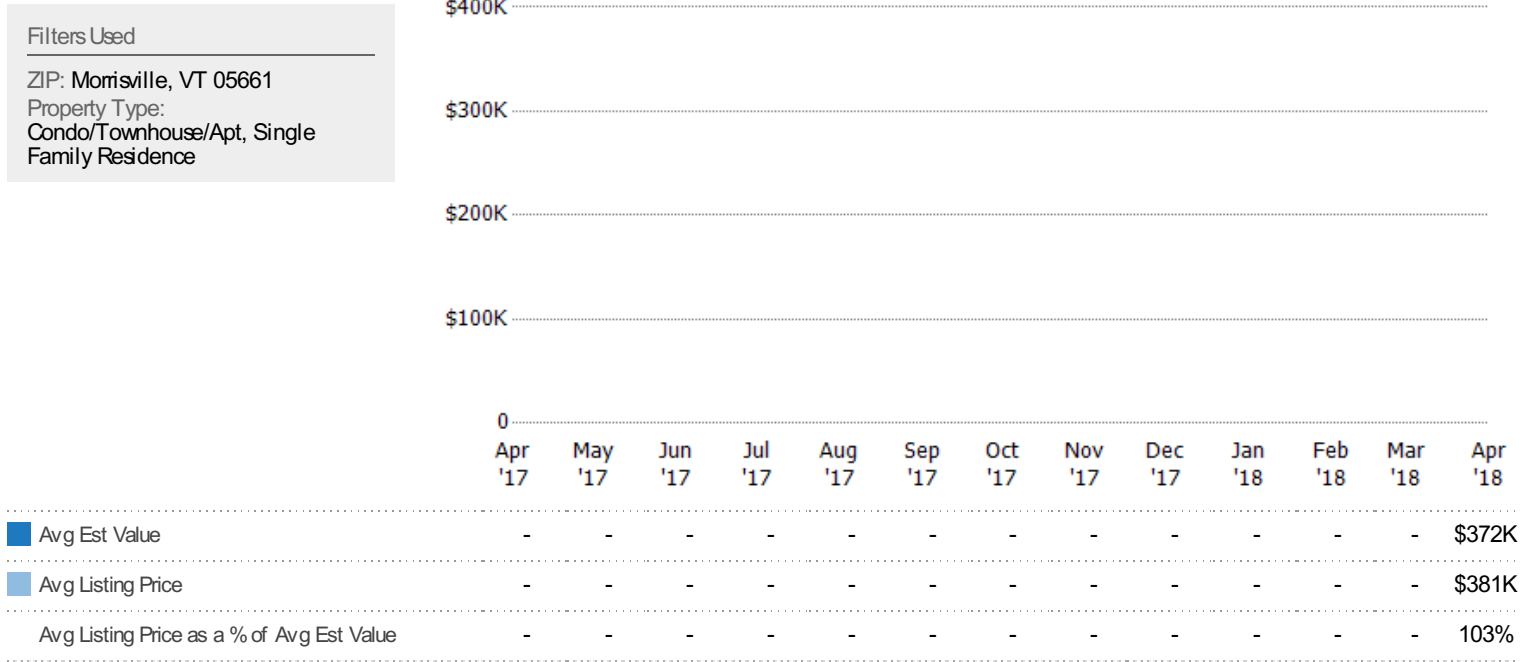 Filters Used
ZIP: Morrisville, VT 05661
Property Type:
Condo/Townhouse/Apt, Single
Family Residence
$400K
$300K
$200K
$100K
0
Apr May Jun Jul Aug Sep Oct Nov Dec Jan Feb Mar Apr
'17 '17 '17 '17 '17 '17 '17 '17 '17 '18 '18 '18 '18
Avg Est Value - - - - - - - - - - - - $372K
Avg Listing Price - - - - - - - - - - - - $381K
Avg Listing Price as a % of Avg Est Value - - - - - - - - - - - - 103%